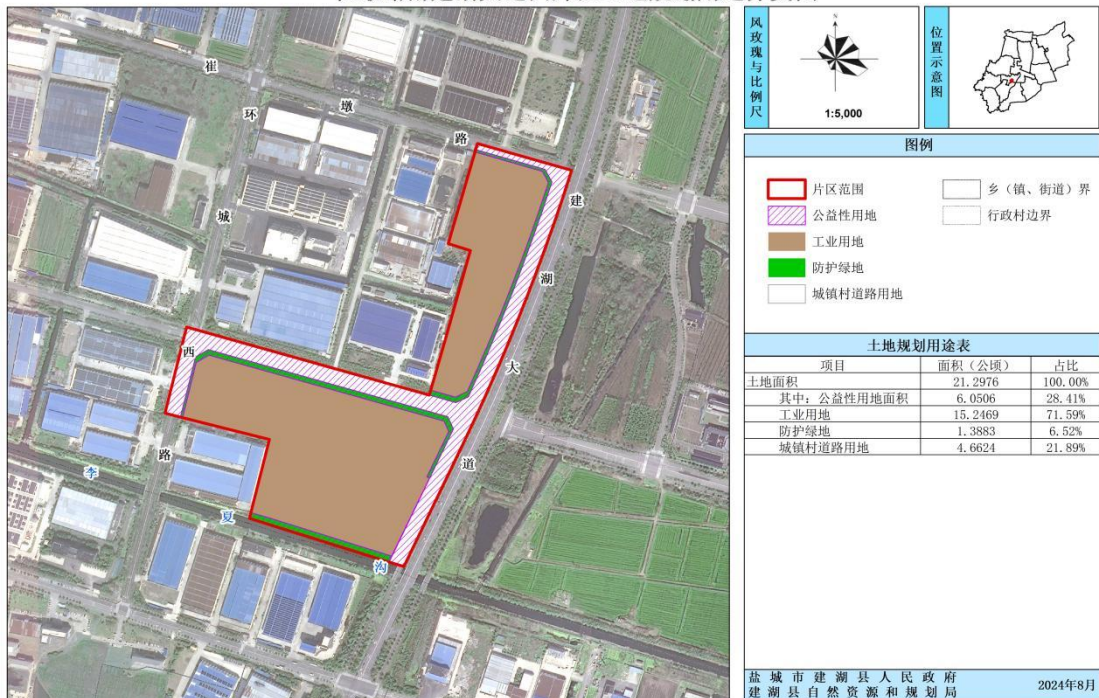 崔
墩
路
环
城
西
路
建
湖
大
道
李
夏
沟
风玫瑰与比例尺
N
1:5,000
位置示意图
图例
片区范围
乡（镇、街道）界
公益性用地
行政村边界
工业用地
防护绿地
城镇村道路用地
土地规划用途表
项目 面积（公顷） 占比
土地面积 21.2976 100.00%
其中：公益性用地面积 6.0506 28.41%
工业用地 15.2469 71.59%
防护绿地 1.3883 6.52%
城镇村道路用地 4.6624 21.89%
盐城市建湖县人民政府
建湖县自然资源和规划局
2024年8月